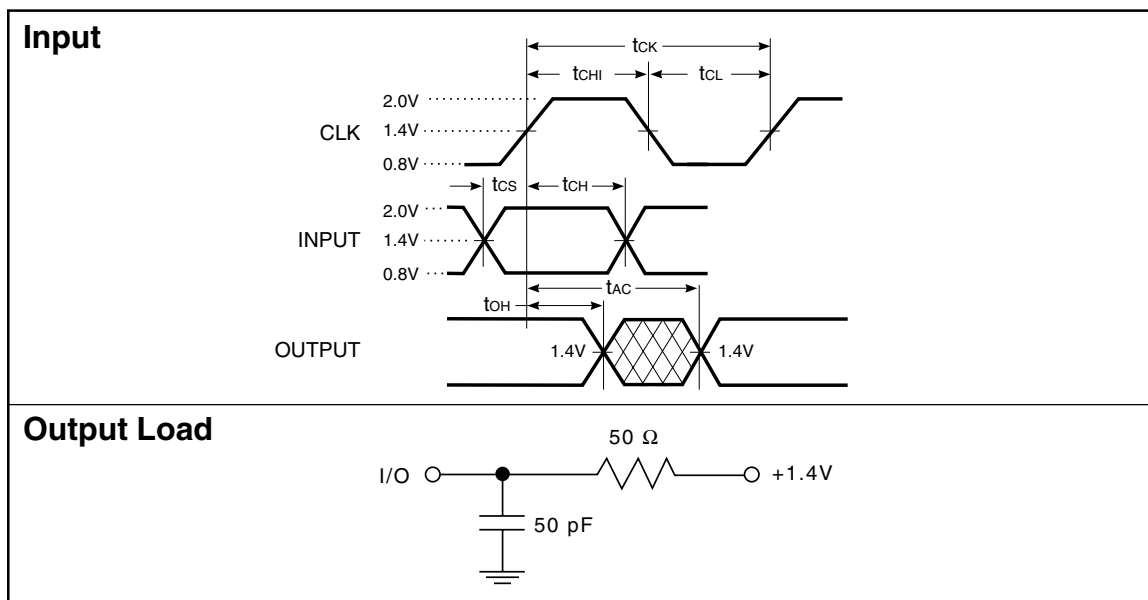 Input
tCK
tCHI
tCL
2.0V
CLK
1.4V
0.8V
tCS
tCH
2.0V
INPUT
1.4V
0.8V
tAC
tOH
OUTPUT
1.4V
1.4V
Output Load
50 Ω
I/O
+1.4V
50 pF